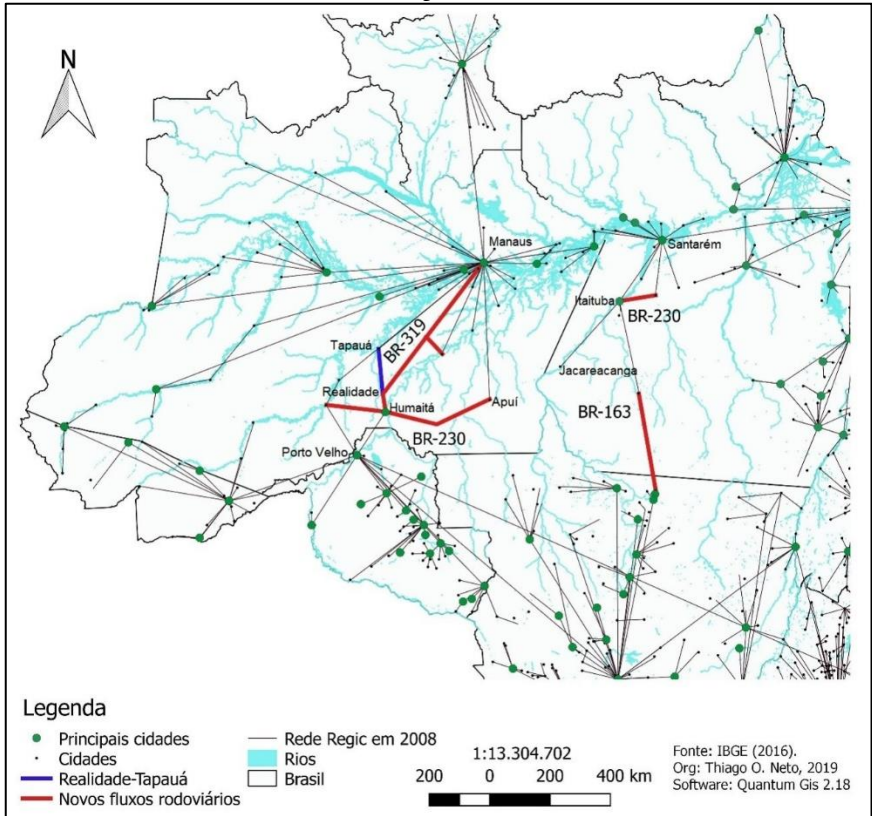 N
Manaus
Santarém
Itaituba
BR-230
BR-319
Tapauá
Jacareacanga
Realidade
Humaitá
Apuí
BR-163
BR-230
Porto Velho
Legenda
Principais cidades
Cidades
Realidade-Tapauá
Novos fluxos rodoviários
Rede Regic em 2008
Rios
Brasil
1:13.304.702
200 0 200 400 km
Fonte: IBGE (2016).
Org: Thiago O. Neto, 2019
Software: Quantum Gis 2.18